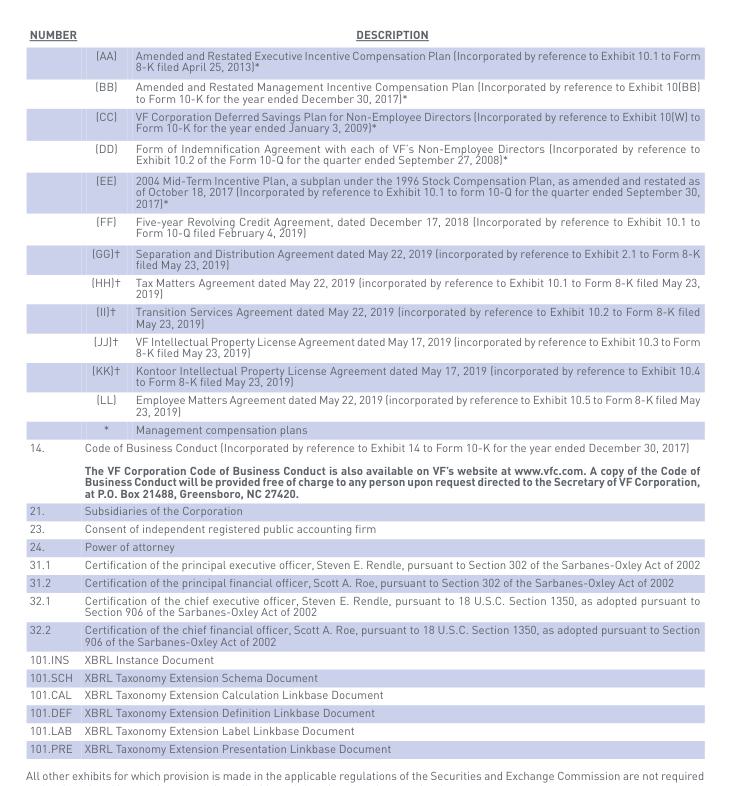 NUMBER DESCRIPTION
(AA) Amended and Restated Executive Incentive Compensation Plan (Incorporated by reference to Exhibit 10.1 to Form
8-K filed April 25, 2013)*
(BB) Amended and Restated Management Incentive Compensation Plan (Incorporated by reference to Exhibit 10(BB)
to Form 10-K for the year ended December 30, 2017)*
(CC) VF Corporation Deferred Savings Plan for Non-Employee Directors (Incorporated by reference to Exhibit 10(W) to
Form 10-K for the year ended January 3, 2009)*
(DD) Form of Indemnification Agreement with each of VF's Non-Employee Directors (Incorporated by reference to
Exhibit 10.2 of the Form 10-Q for the quarter ended September 27, 2008)*
(EE) 2004 Mid-Term Incentive Plan, a subplan under the 1996 Stock Compensation Plan, as amended and restated as
of October 18, 2017 (Incorporated by reference to Exhibit 10.1 to form 10-Q for the quarter ended September 30,
2017)*
(FF) Five-year Revolving Credit Agreement, dated December 17, 2018 (Incorporated by reference to Exhibit 10.1 to
Form 10-Q filed February 4, 2019)
(GG)† Separation and Distribution Agreement dated May 22, 2019 (incorporated by reference to Exhibit 2.1 to Form 8-K
filed May 23, 2019)
(HH)† Tax Matters Agreement dated May 22, 2019 (incorporated by reference to Exhibit 10.1 to Form 8-K filed May 23,
2019)
(II)† Transition Services Agreement dated May 22, 2019 (incorporated by reference to Exhibit 10.2 to Form 8-K filed
May 23, 2019)
(JJ)† VF Intellectual Property License Agreement dated May 17, 2019 (incorporated by reference to Exhibit 10.3 to Form
8-K filed May 23, 2019)
(KK)† Kontoor Intellectual Property License Agreement dated May 17, 2019 (incorporated by reference to Exhibit 10.4
to Form 8-K filed May 23, 2019)
(LL) Employee Matters Agreement dated May 22, 2019 (incorporated by reference to Exhibit 10.5 to Form 8-K filed May
23, 2019)
* Management compensation plans
14. Code of Business Conduct (Incorporated by reference to Exhibit 14 to Form 10-K for the year ended December 30, 2017)
The VF Corporation Code of Business Conduct is also available on VF's website at www.vfc.com. A copy of the Code of
Business Conduct will be provided free of charge to any person upon request directed to the Secretary of VF Corporation,
at P.O. Box 21488, Greensboro, NC 27420.
21. Subsidiaries of the Corporation
23. Consent of independent registered public accounting firm
24. Power of attorney
31.1 Certification of the principal executive officer, Steven E. Rendle, pursuant to Section 302 of the Sarbanes-Oxley Act of 2002
31.2 Certification of the principal financial officer, Scott A. Roe, pursuant to Section 302 of the Sarbanes-Oxley Act of 2002
32.1 Certification of the chief executive officer, Steven E. Rendle, pursuant to 18 U.S.C. Section 1350, as adopted pursuant to
Section 906 of the Sarbanes-Oxley Act of 2002
32.2 Certification of the chief financial officer, Scott A. Roe, pursuant to 18 U.S.C. Section 1350, as adopted pursuant to Section
906 of the Sarbanes-Oxley Act of 2002
101.INS XBRL Instance Document
101.SCH XBRL Taxonomy Extension Schema Document
101.CAL XBRL Taxonomy Extension Calculation Linkbase Document
101.DEF XBRL Taxonomy Extension Definition Linkbase Document
101.LAB XBRL Taxonomy Extension Label Linkbase Document
101.PRE XBRL Taxonomy Extension Presentation Linkbase Document
All other exhibits for which provision is made in the applicable regulations of the Securities and Exchange Commission are not required